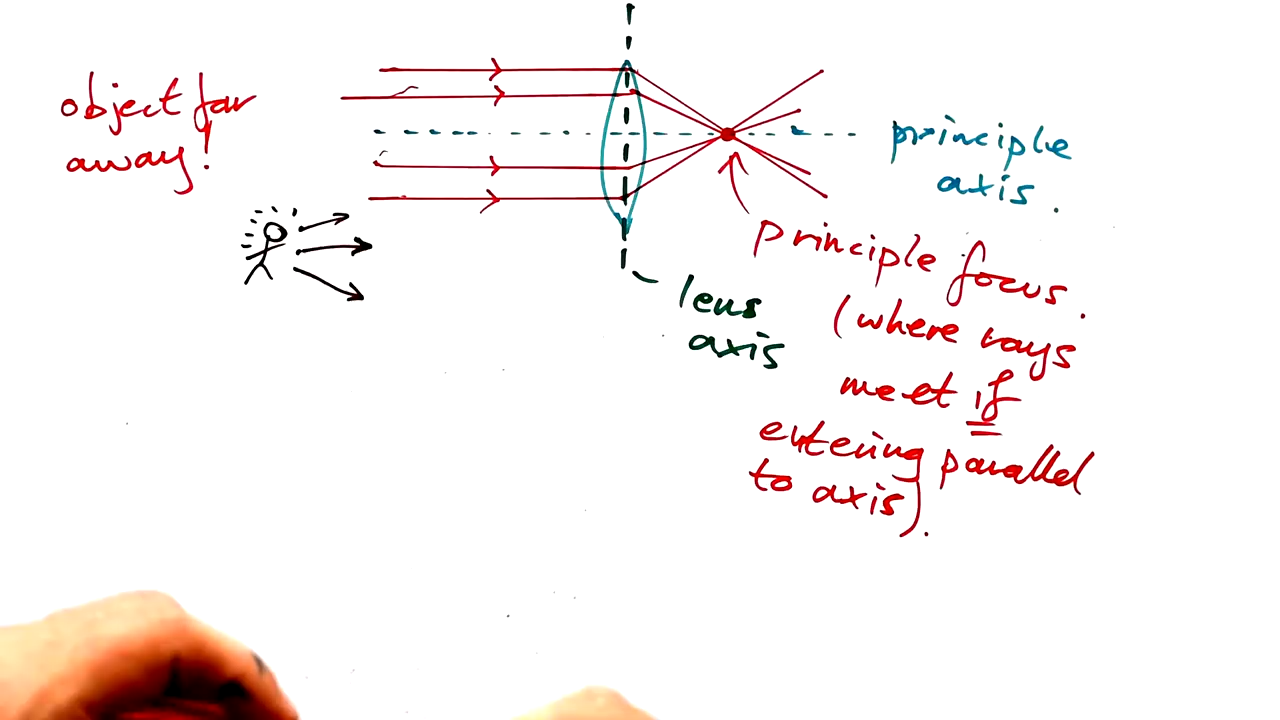 object far
away!
principle
axis.
principle focus.
(where rays
meet if
entering parallel
to axis).
lens
axis